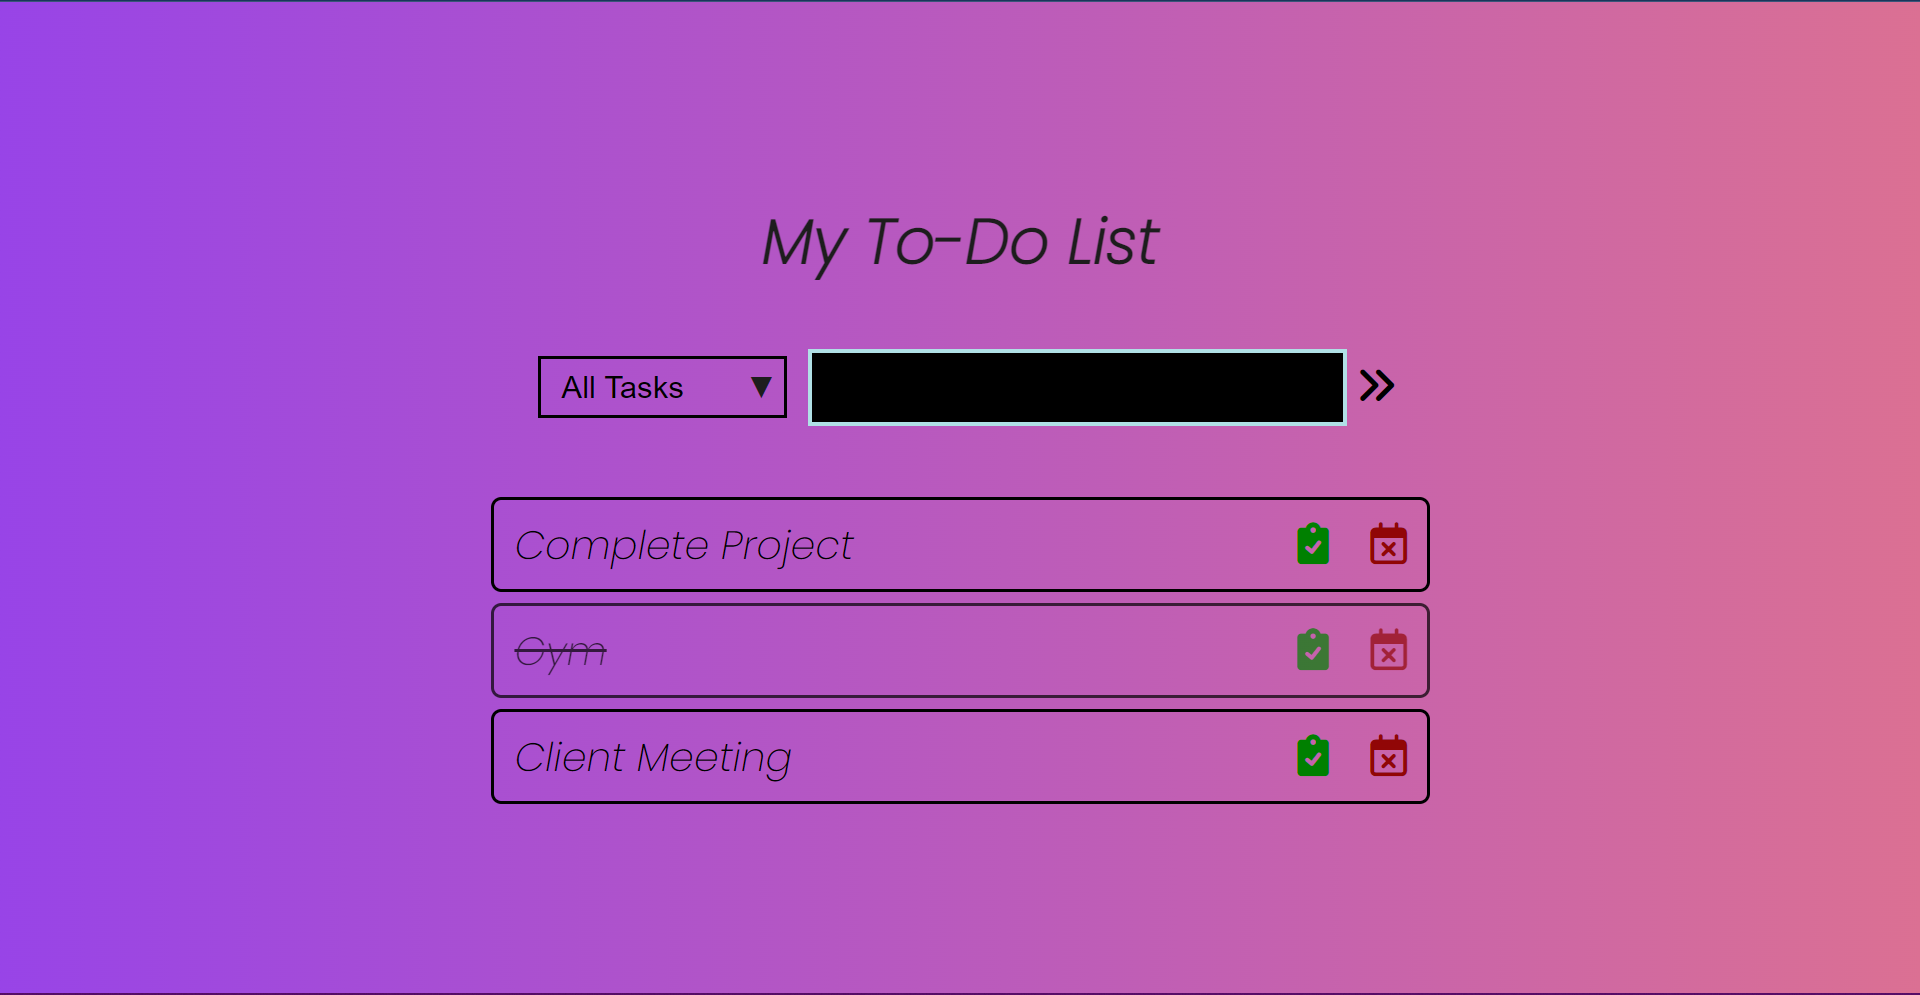 My To-Do List
All Tasks
Complete Project
Gym
Client Meeting